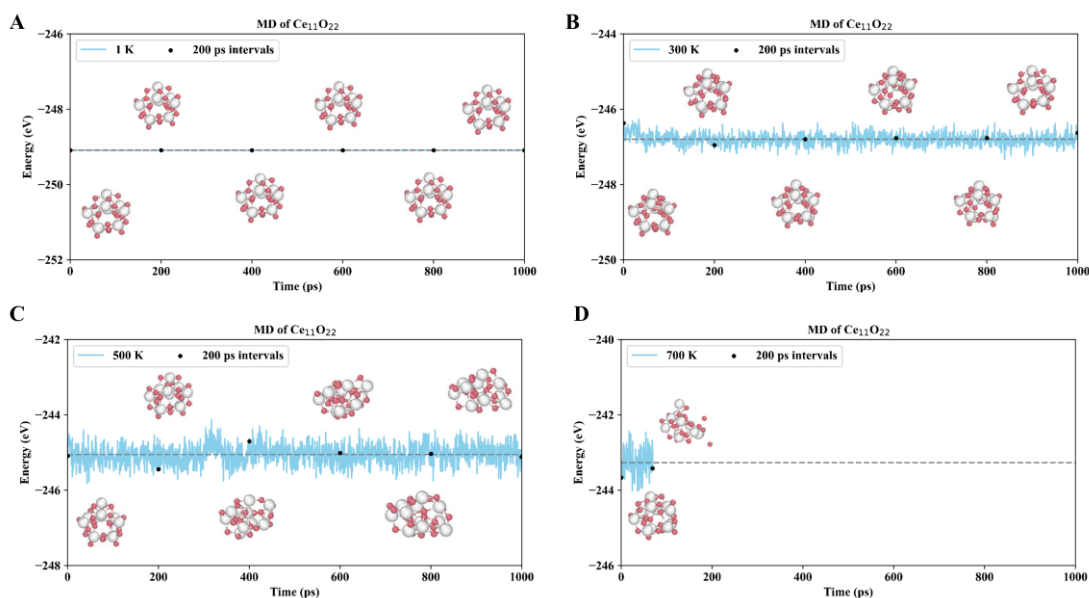 A
MD of Ce₁₁O₂₂
1 K
200 ps intervals
−246
−248
−250
−252
Energy (eV)
0 200 400 600 800 1000
Time (ps)
B
MD of Ce₁₁O₂₂
300 K
200 ps intervals
−244
−246
−248
−250
Energy (eV)
0 200 400 600 800 1000
Time (ps)
C
MD of Ce₁₁O₂₂
500 K
200 ps intervals
−242
−244
−246
−248
Energy (eV)
0 200 400 600 800 1000
Time (ps)
D
MD of Ce₁₁O₂₂
700 K
200 ps intervals
−240
−242
−244
−246
Energy (eV)
0 200 400 600 800 1000
Time (ps)